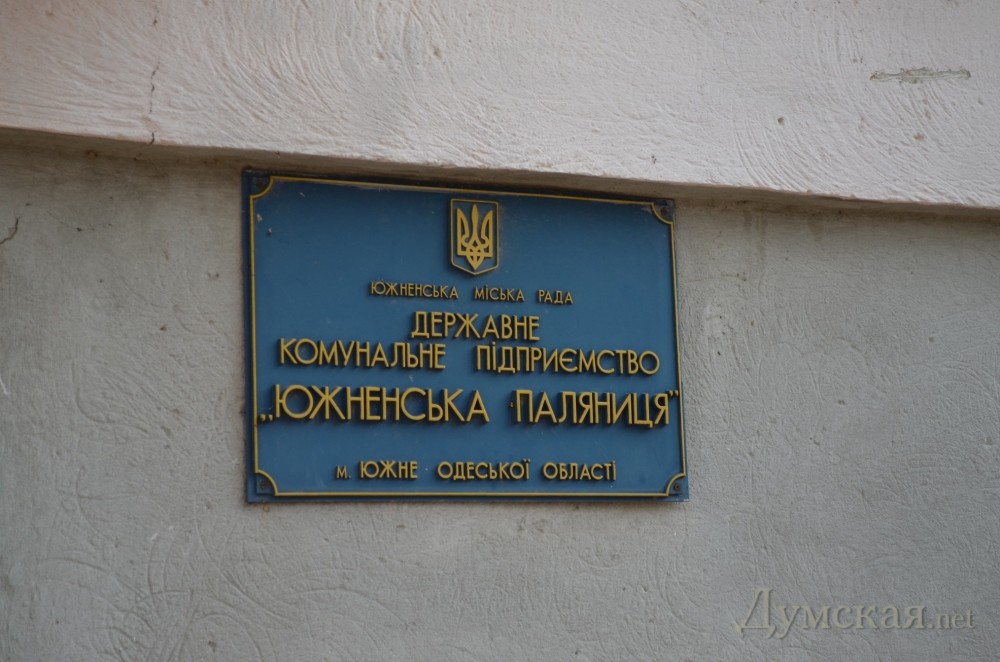 ЮЖНЕНСЬКА МІСЬКА РАДА
ДЕРЖАВНЕ
КОМУНАЛЬНЕ ПІДПРИЄМСТВО
„ЮЖНЕНСЬКА ПАЛЯНИЦЯ"
м. ЮЖНЕ ОДЕСЬКОЇ ОБЛАСТІ
Думская.net